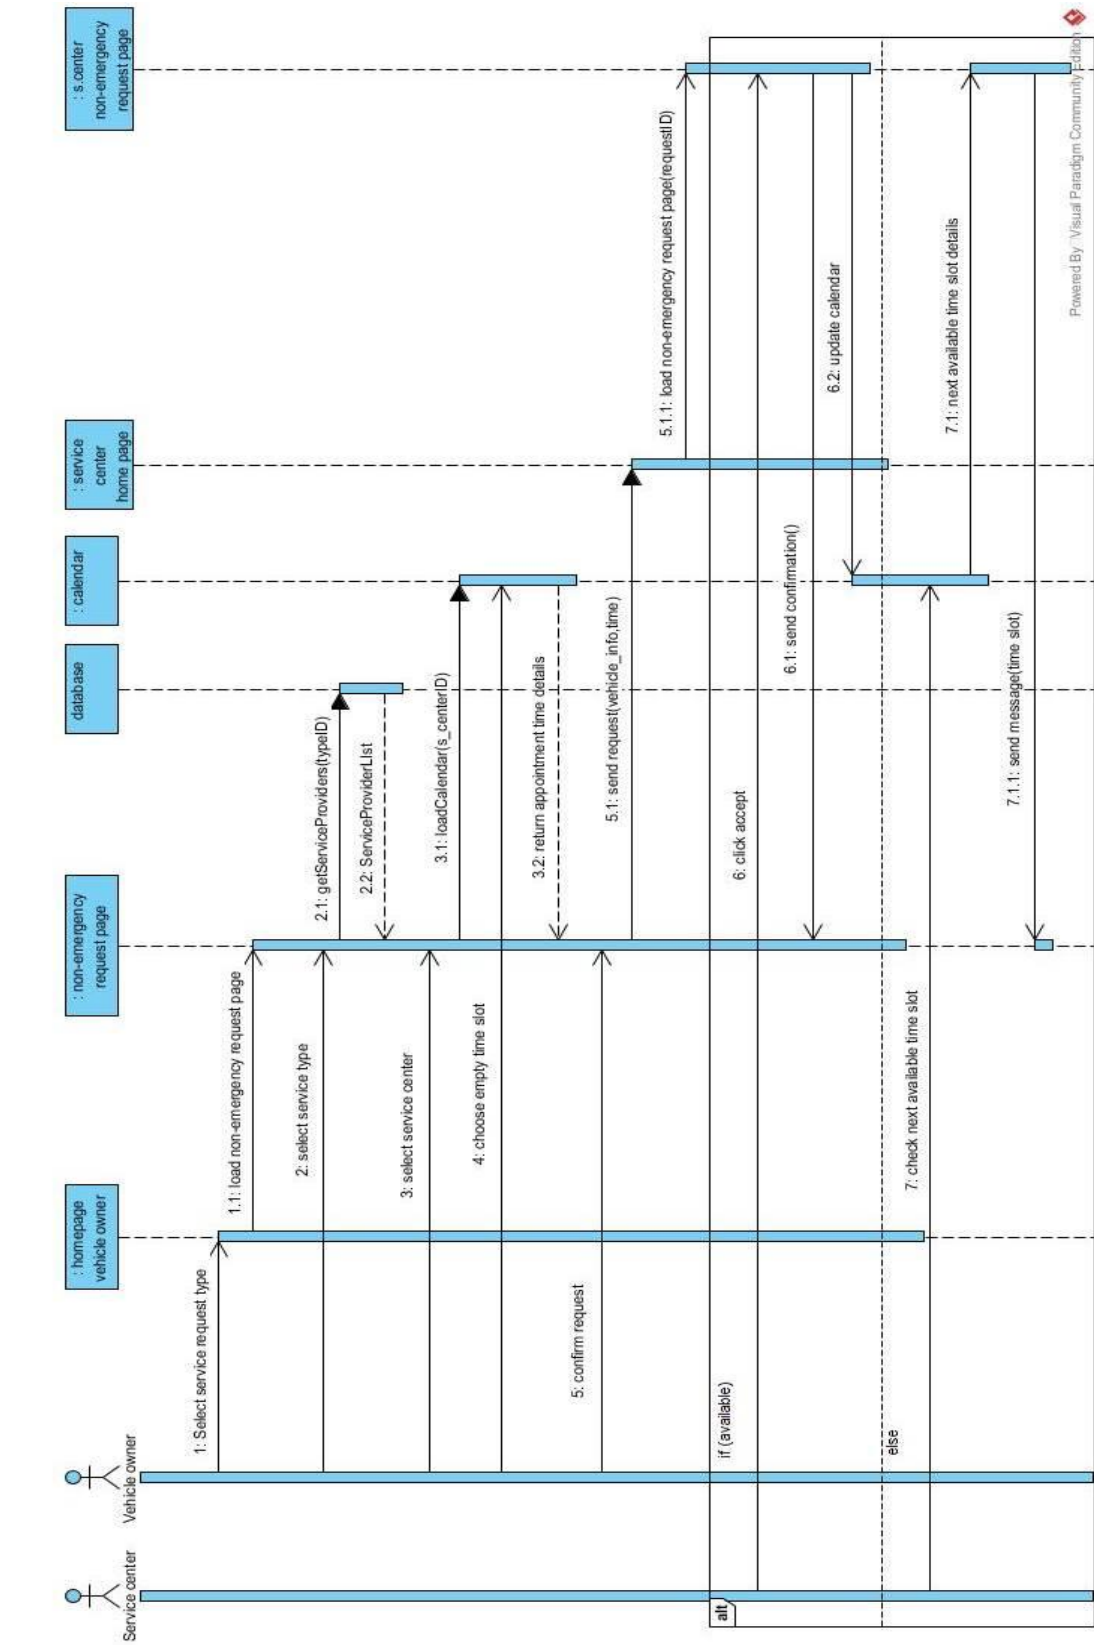 Service center
Vehicle owner
: homepage
vehicle owner
: non-emergency
request page
database
: calendar
: service
center
home page
: s.center
non-emergency
request page
1: Select service request type
1.1: load non-emergency request page
2: select service type
2.1: getServiceProviders(typeID)
2.2: ServiceProviderLIst
3: select service center
3.1: loadCalendar(s_centerID)
4: choose empty time slot
3.2: return appointment time details
5: confirm request
5.1: send request(vehicle_info,time)
5.1.1: load non-emergency request page(requestID)
alt
if (available)
6: click accept
6.1: send confirmation()
6.2: update calendar
else
7: check next available time slot
7.1: next available time slot details
7.1.1: send message(time slot)
Powered By Visual Paradigm Community Edition